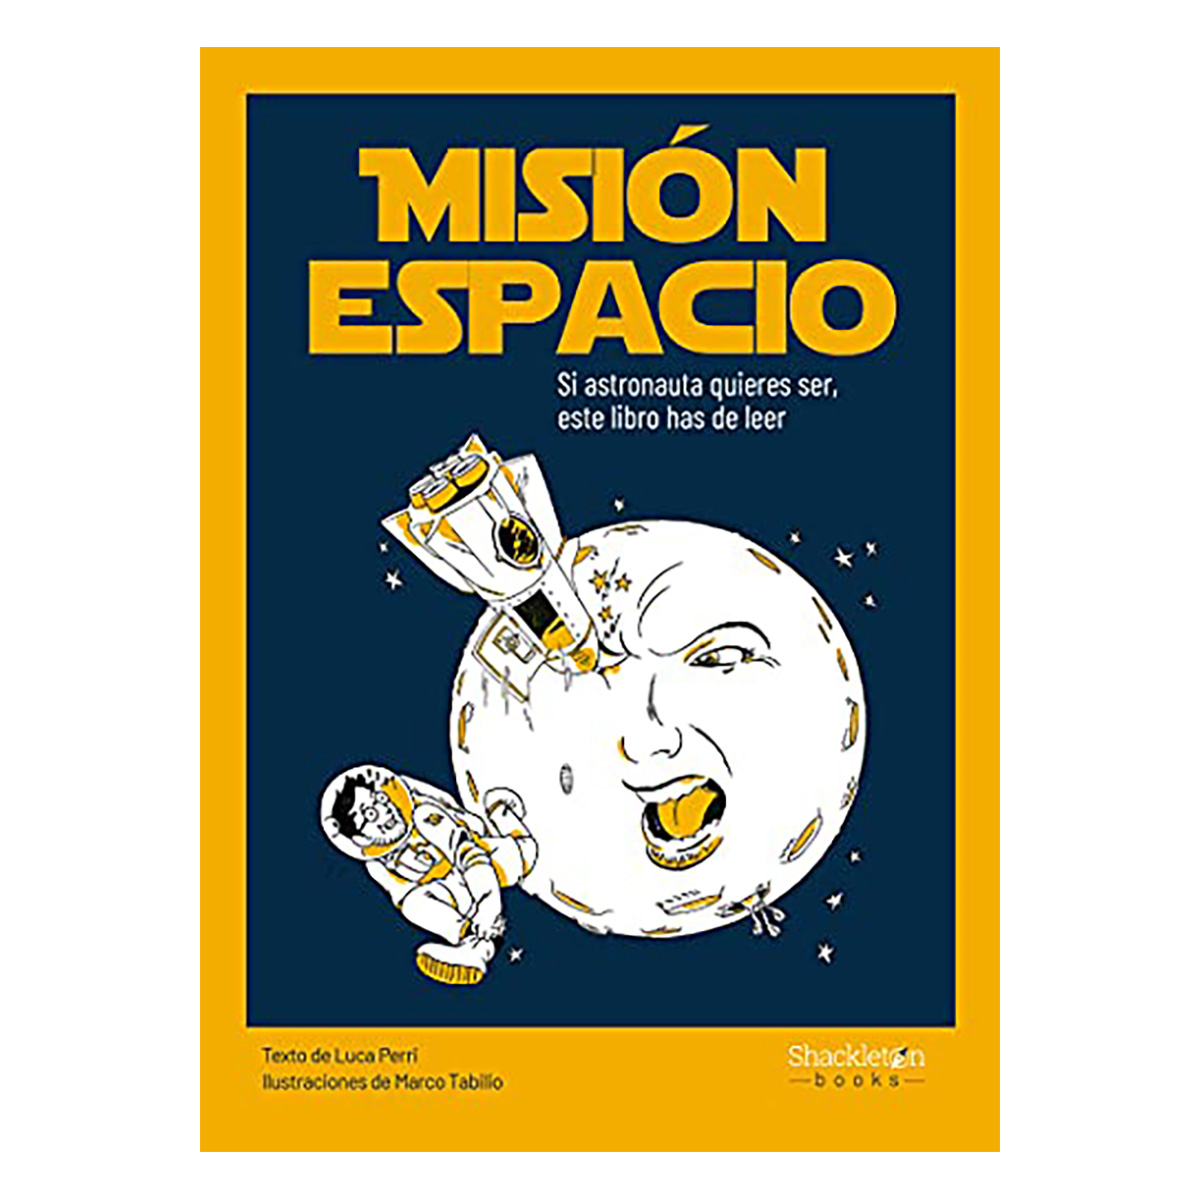 MISIÓN
ESPACIO
Si astronauta quieres ser,
este libro has de leer
Texto de Luca Perri
Ilustraciones de Marco Tabilio
Shackleton
books